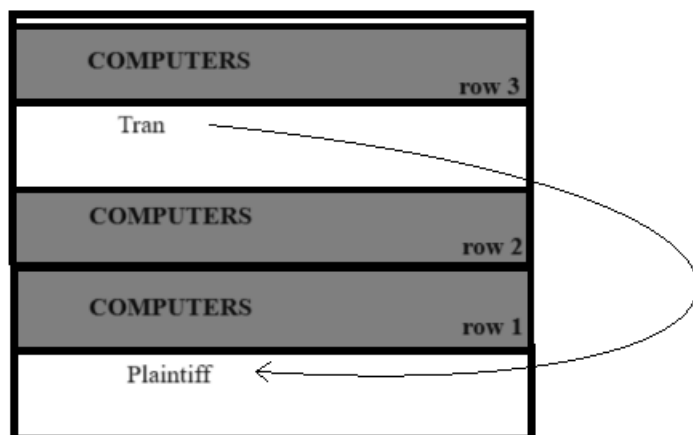 COMPUTERS
row 3
Tran
COMPUTERS
row 2
COMPUTERS
row 1
Plaintiff